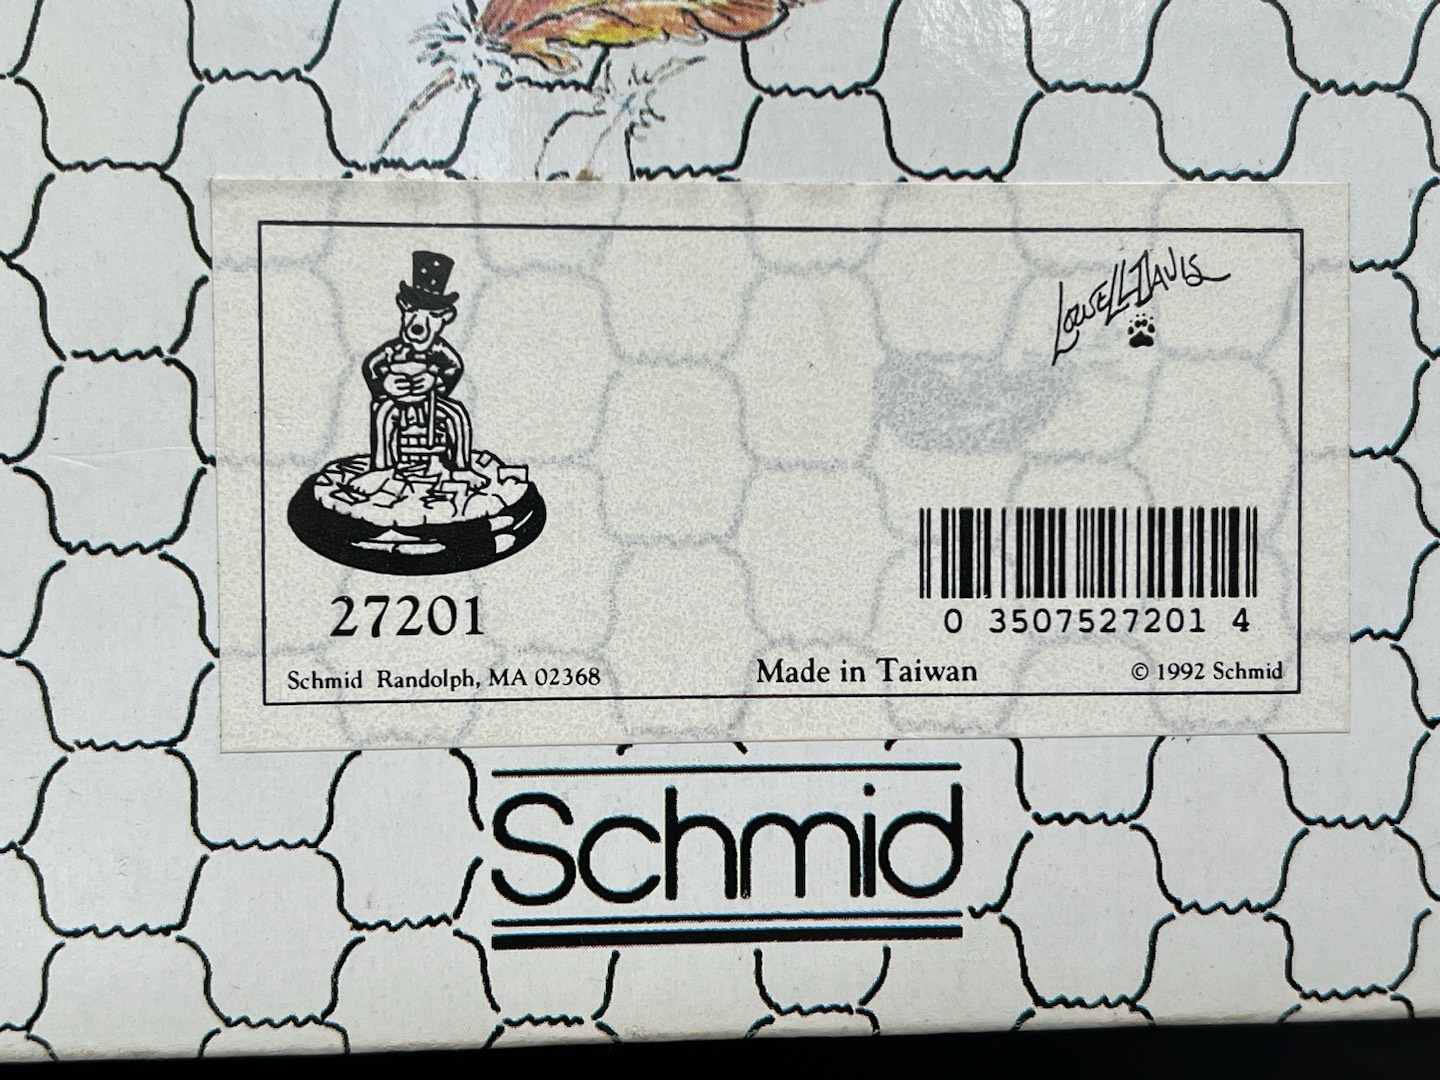 Lowell Davis
27201
0 3507527201 4
Schmid Randolph, MA 02368
Made in Taiwan
© 1992 Schmid
Schmid